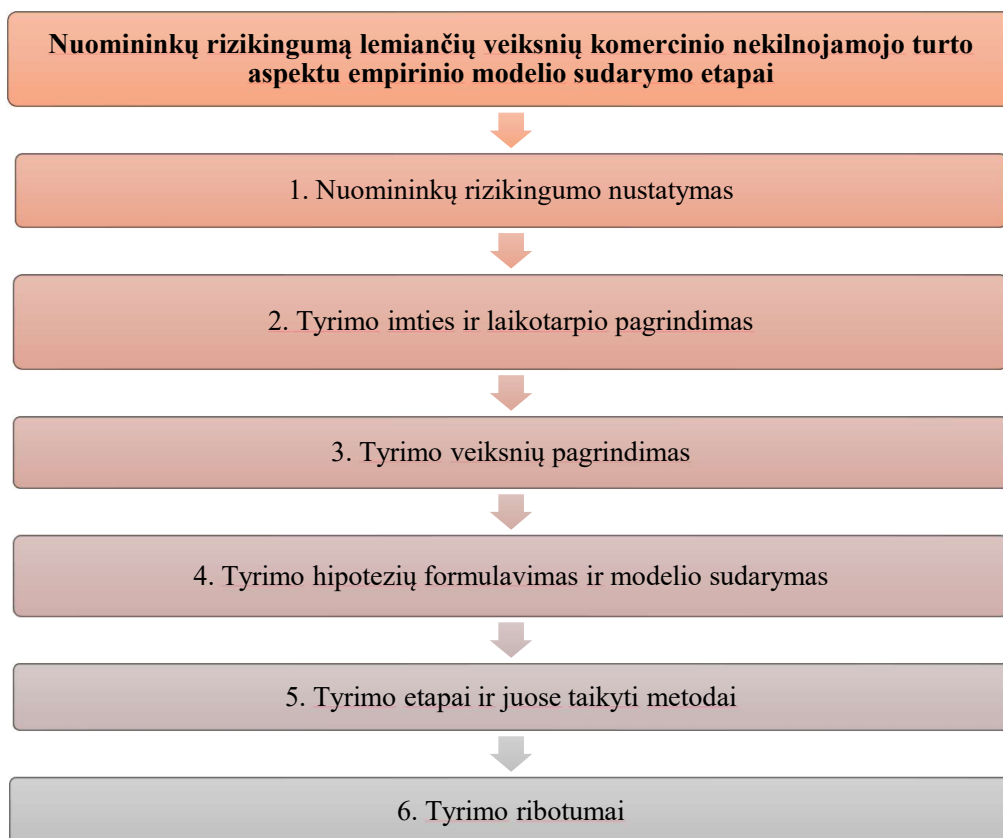 Nuomininkų rizikingumą lemiančių veiksnių komercinio nekilnojamojo turto
aspektu empirinio modelio sudarymo etapai
1. Nuomininkų rizikingumo nustatymas
2. Tyrimo imties ir laikotarpio pagrindimas
3. Tyrimo veiksnių pagrindimas
4. Tyrimo hipotezių formulavimas ir modelio sudarymas
5. Tyrimo etapai ir juose taikyti metodai
6. Tyrimo ribotumai